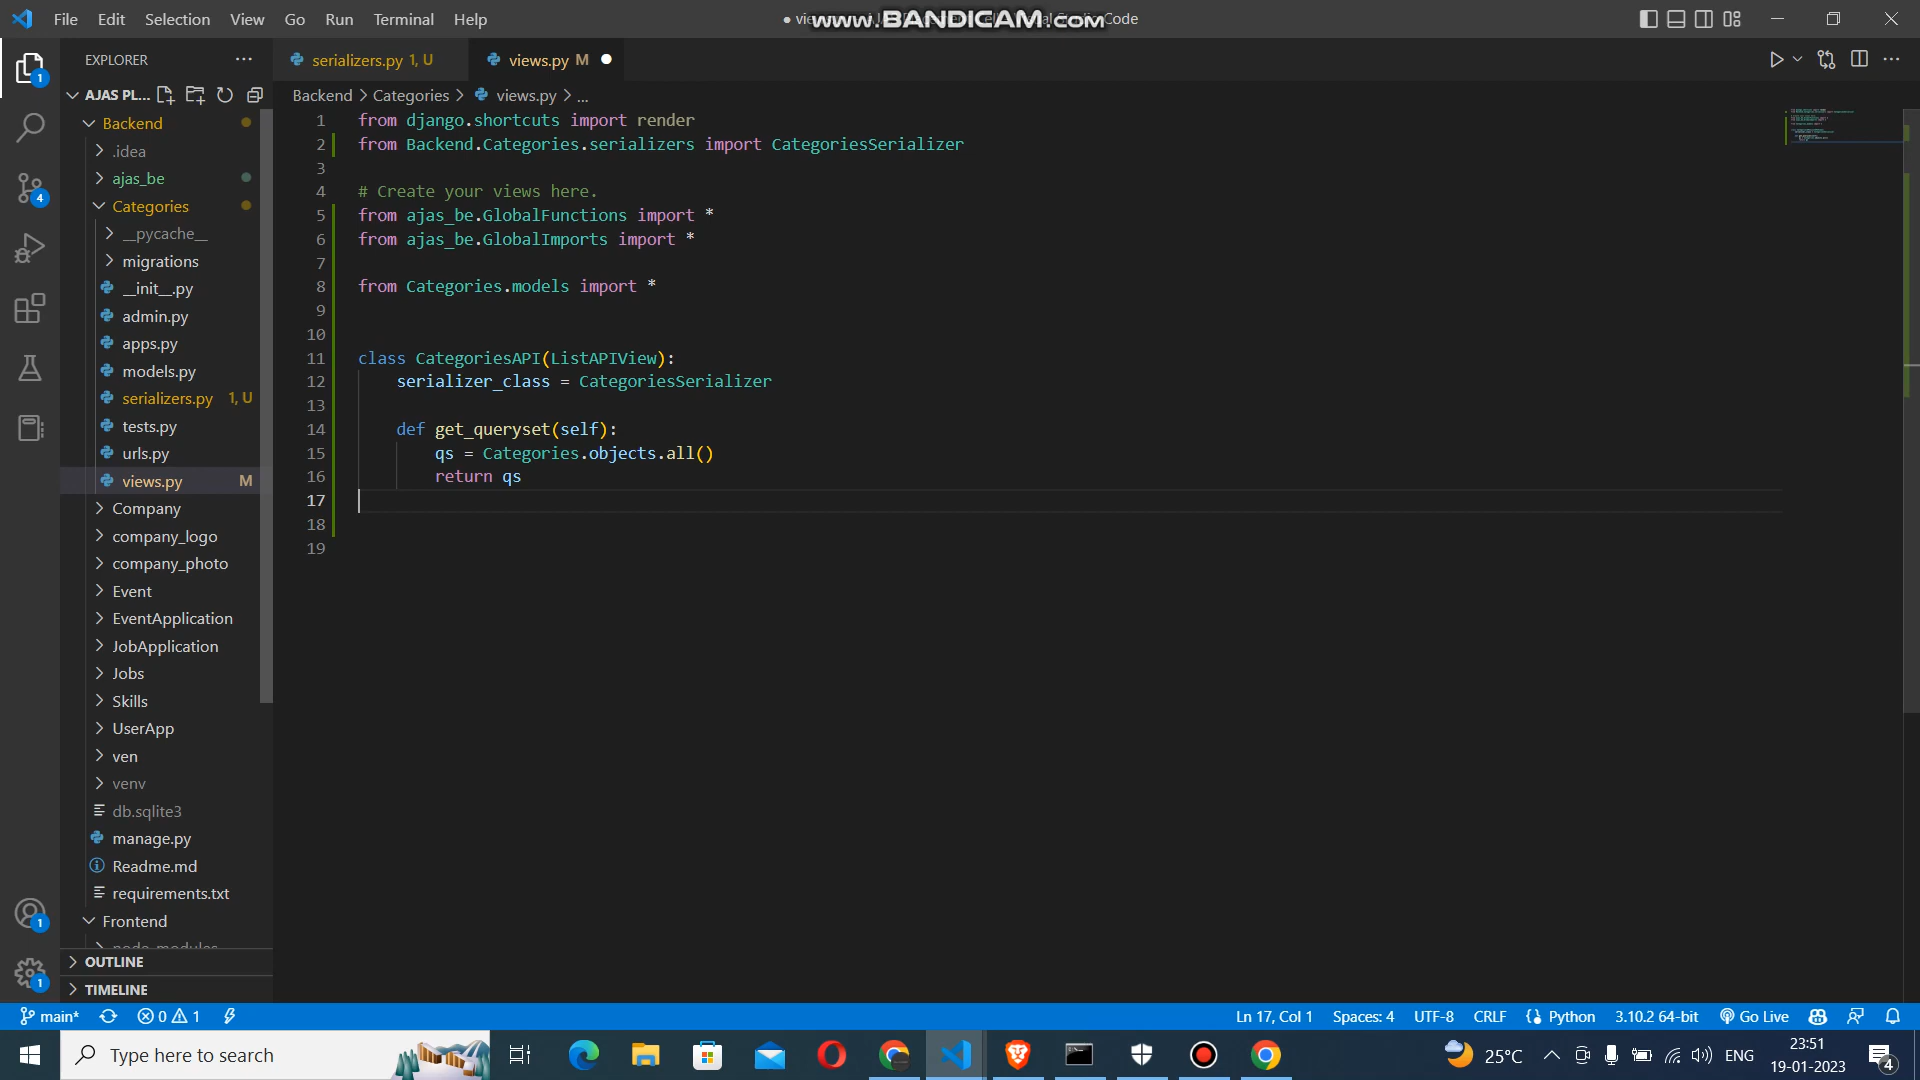 File Edit Selection View Go Run Terminal Help
www.BANDICAM.com
Code
EXPLORER
serializers.py 1, U
views.py M
AJAS PL...
Backend > Categories > views.py > ...
Backend
.idea
ajas_be
Categories
__pycache__
migrations
__init__.py
admin.py
apps.py
models.py
serializers.py 1, U
tests.py
urls.py
views.py M
Company
company_logo
company_photo
Event
EventApplication
JobApplication
Jobs
Skills
UserApp
ven
venv
db.sqlite3
manage.py
Readme.md
requirements.txt
Frontend
node_modules
OUTLINE
TIMELINE
1 from django.shortcuts import render
2 from Backend.Categories.serializers import CategoriesSerializer
3
4 # Create your views here.
5 from ajas_be.GlobalFunctions import *
6 from ajas_be.GlobalImports import *
7
8 from Categories.models import *
9
10
11 class CategoriesAPI(ListAPIView):
12 serializer_class = CategoriesSerializer
13
14 def get_queryset(self):
15 qs = Categories.objects.all()
16 return qs
17
18
19
1
4
1
1
main* 0 1
Ln 17, Col 1 Spaces: 4 UTF-8 CRLF Python 3.10.2 64-bit Go Live
Type here to search
25°C
ENG
23:51
19-01-2023
4